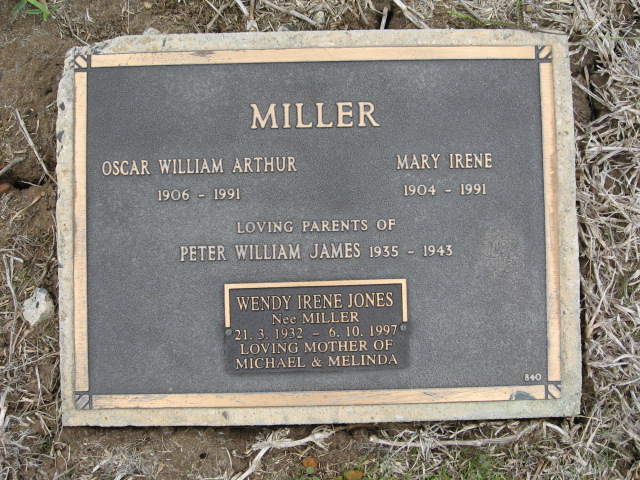 MILLER
OSCAR WILLIAM ARTHUR MARY IRENE
1906 - 1991 1904 - 1991
LOVING PARENTS OF
PETER WILLIAM JAMES 1935 - 1943
WENDY IRENE JONES
Nee MILLER
21. 3. 1932 - 6. 10. 1997
LOVING MOTHER OF
MICHAEL & MELINDA
840